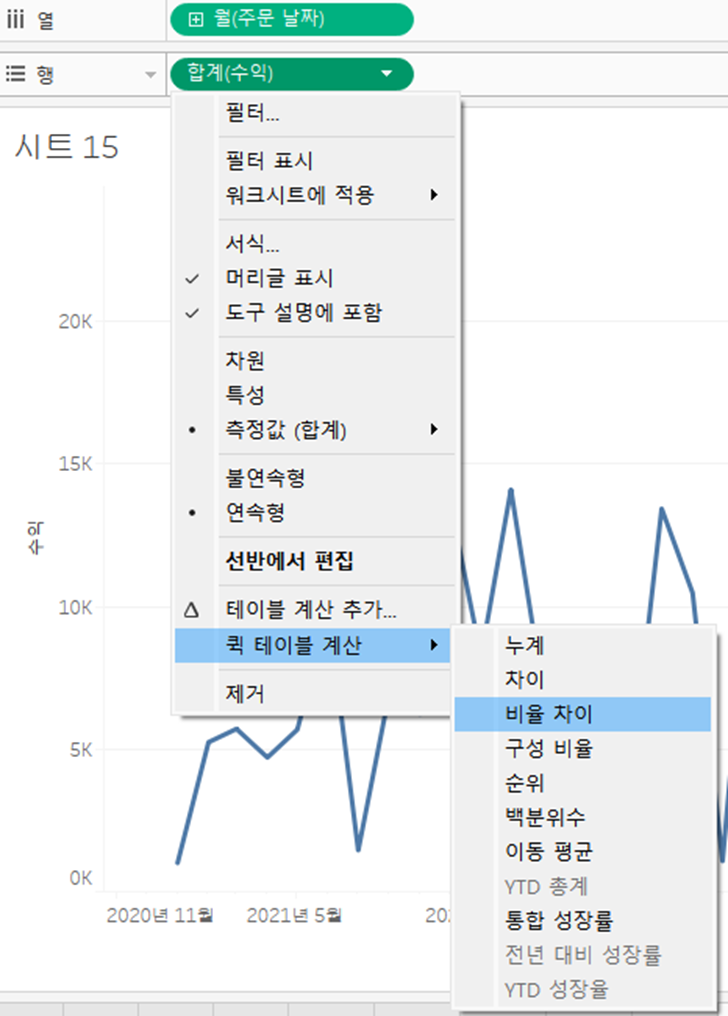 열
월(주문 날짜)
행
합계(수익)
시트 15
필터...
필터 표시
워크시트에 적용
서식...
머리글 표시
도구 설명에 포함
차원
특성
측정값 (합계)
불연속형
연속형
선반에서 편집
테이블 계산 추가...
퀵 테이블 계산
제거
누계
차이
비율 차이
구성 비율
순위
백분위수
이동 평균
YTD 총계
통합 성장률
전년 대비 성장률
YTD 성장율
수익
20K
15K
10K
5K
0K
2020년 11월
2021년 5월
202